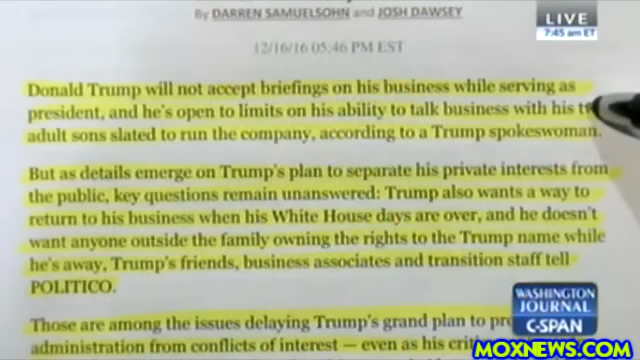 By DARREN SAMUELSOHN and JOSH DAWSEY
LIVE
7:45 am ET
12/16/16 05:46 PM EST
Donald Trump will not accept briefings on his business while serving as
president, and he's open to limits on his ability to talk business with his
adult sons slated to run the company, according to a Trump spokeswoman.
But as details emerge on Trump's plan to separate his private interests from
the public, key questions remain unanswered: Trump also wants a way to
return to his business when his White House days are over, and he doesn't
want anyone outside the family owning the rights to the Trump name while
he's away, Trump's friends, business associates and transition staff tell
POLITICO.
Those are among the issues delaying Trump's grand plan to
administration from conflicts of interest — even as his
WASHINGTON
JOURNAL
C-SPAN
MOXNEWS.COM